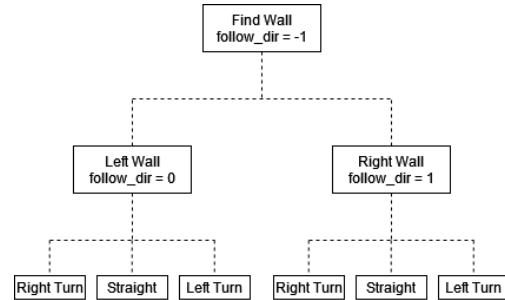 Find Wall
follow_dir = -1
Left Wall
follow_dir = 0
Right Wall
follow_dir = 1
Right Turn
Straight
Left Turn
Right Turn
Straight
Left Turn